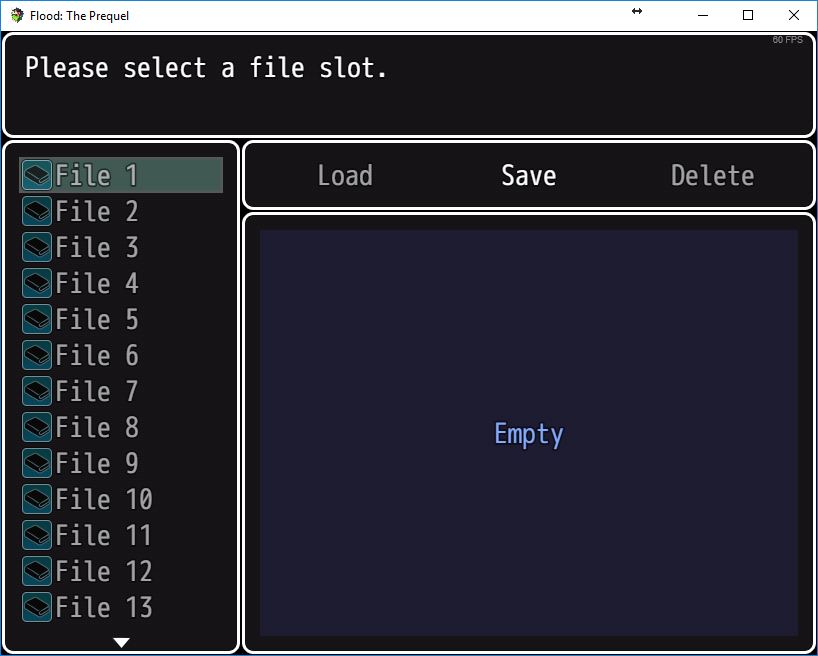 Flood: The Prequel
60 FPS
Please select a file slot.
Load Save Delete
File 1
File 2
File 3
File 4
File 5
File 6
File 7
File 8
File 9
File 10
File 11
File 12
File 13
Empty